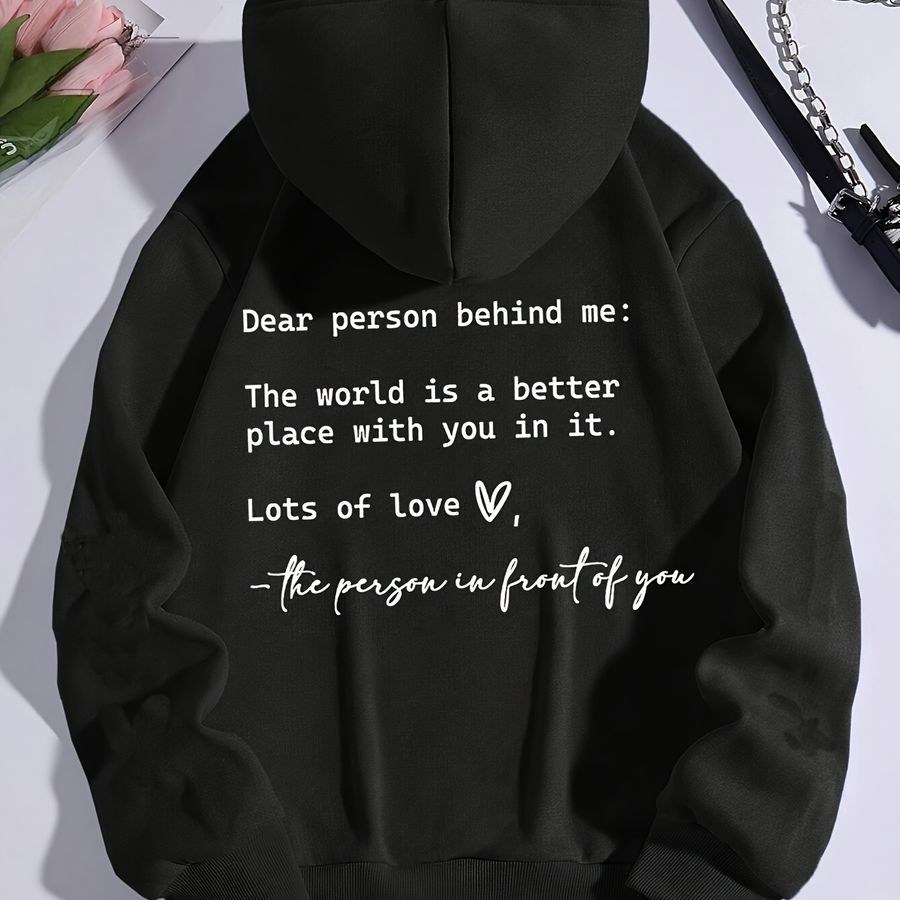 Dear person behind me:
The world is a better
place with you in it.
Lots of love ♡,
–the person in front of you